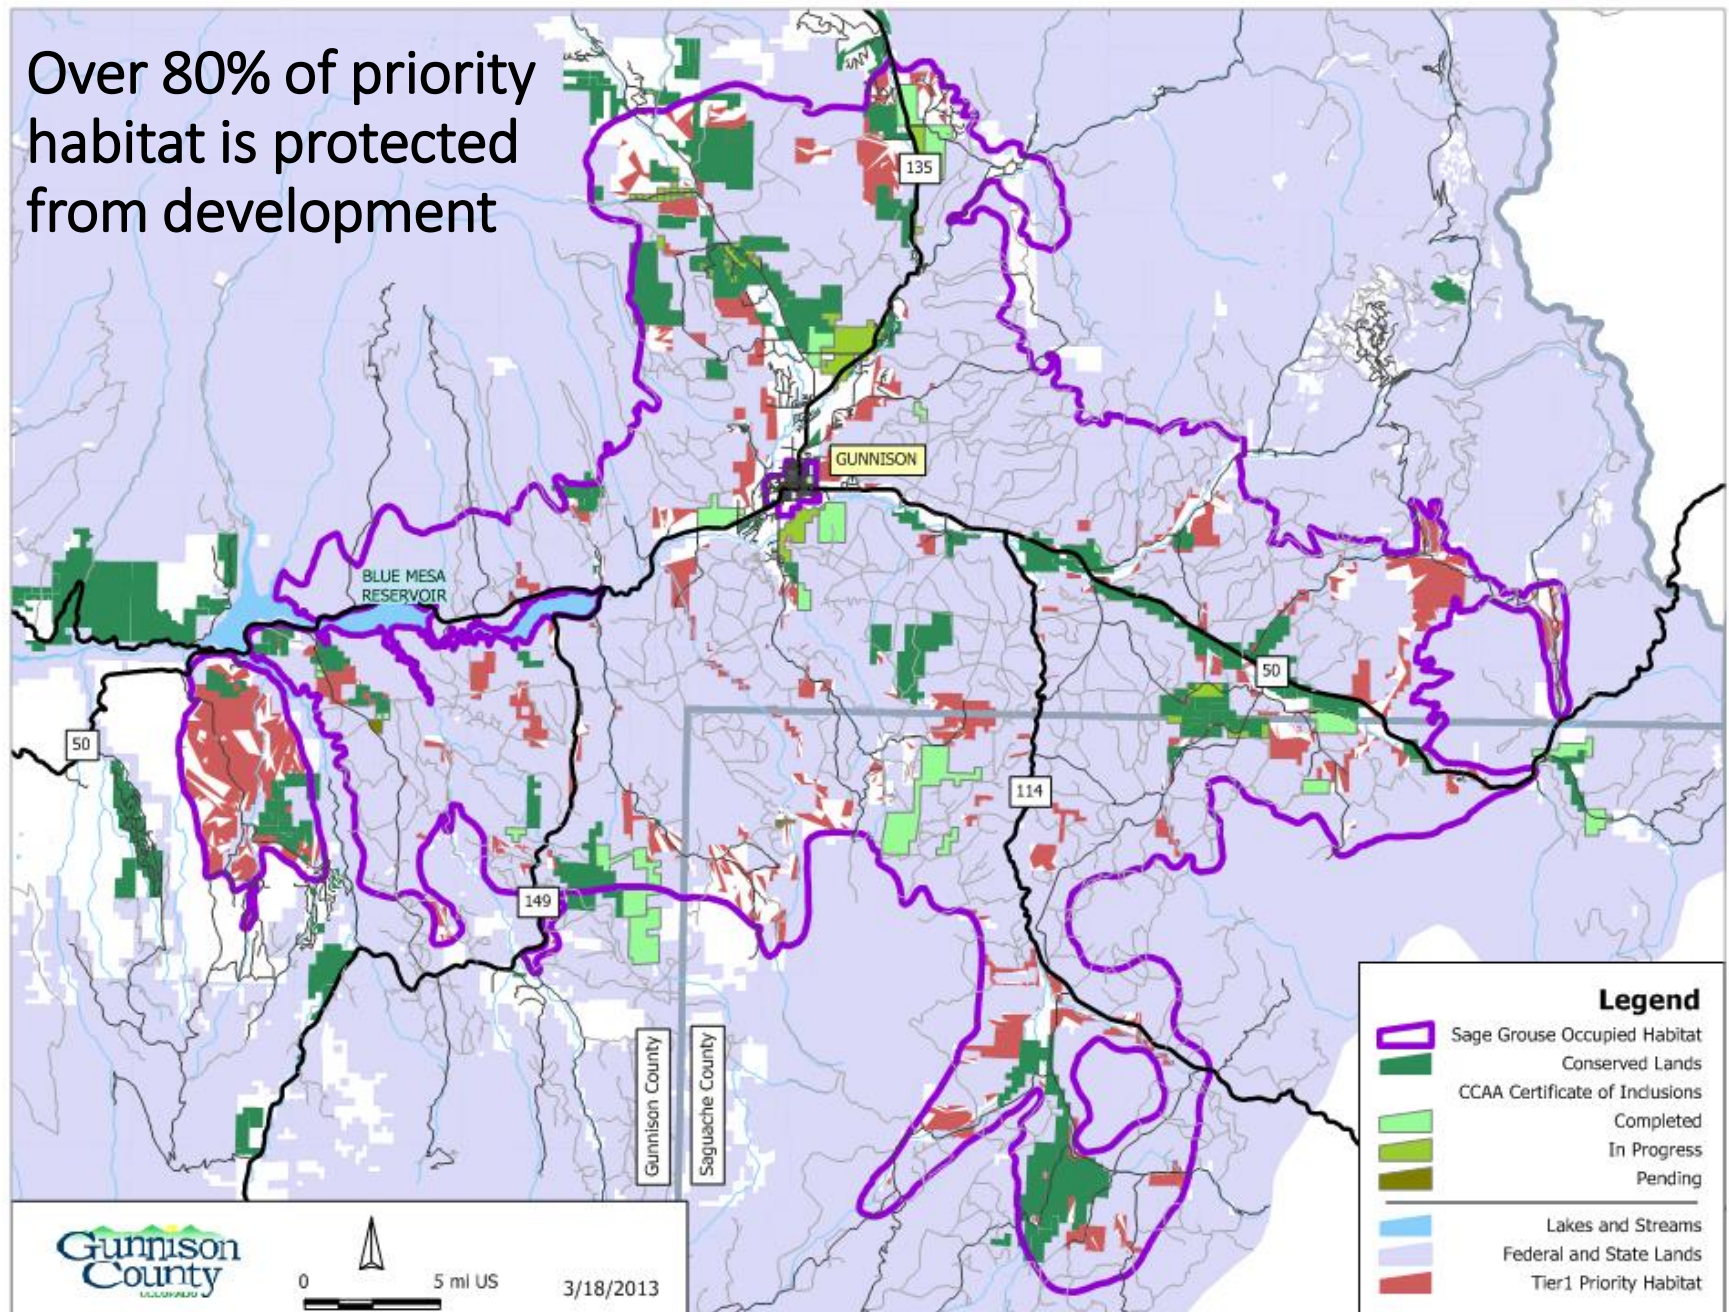 Over 80% of priority
habitat is protected
from development
135
GUNNISON
BLUE MESA
RESERVOIR
50
50
114
149
Gunnison County
Saguache County
Legend
Sage Grouse Occupied Habitat
Conserved Lands
CCAA Certificate of Inclusions
Completed
In Progress
Pending
Lakes and Streams
Federal and State Lands
Tier1 Priority Habitat
Gunnison
County
COLORADO
0
5 mi US
3/18/2013